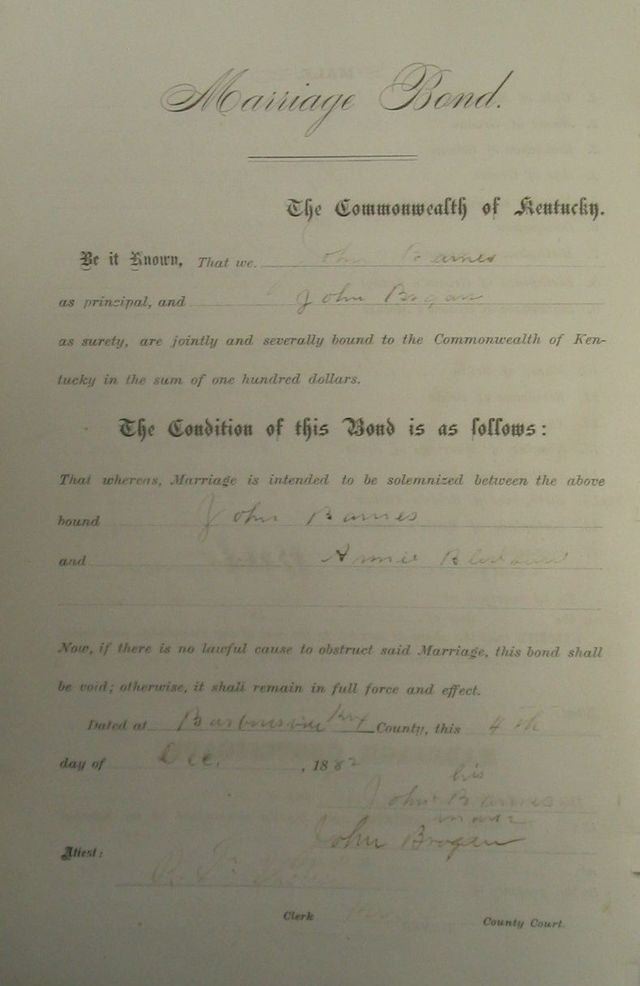 Marriage Bond.
The Commonwealth of Kentucky.
Be it Known, That we John Barnes
as principal, and John Brogan
as surety, are jointly and severally bound to the Commonwealth of Ken-
tucky in the sum of one hundred dollars.
The Condition of this Bond is as follows:
That whereas, Marriage is intended to be solemnized between the above
bound John Barnes
and Annie
Now, if there is no lawful cause to obstruct said Marriage, this bond shall
be void; otherwise, it shall remain in full force and effect.
Dated at Barbourville Ky County, this 4th
day of Dec. , 1882
his
John Barnes
mark
John Brogan
Attest:
Clerk County Court.